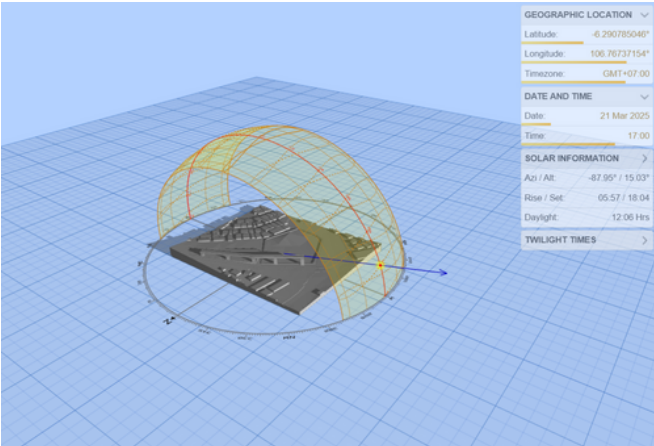 GEOGRAPHIC LOCATION
Latitude: -6.290785046°
Longitude: 106.76737154°
Timezone: GMT+07:00
DATE AND TIME
Date: 21 Mar 2025
Time: 17:00
SOLAR INFORMATION
Azi / Alt: -87.95° / 15.03°
Rise / Set: 05:57 / 18:04
Daylight: 12:06 Hrs
TWILIGHT TIMES
N